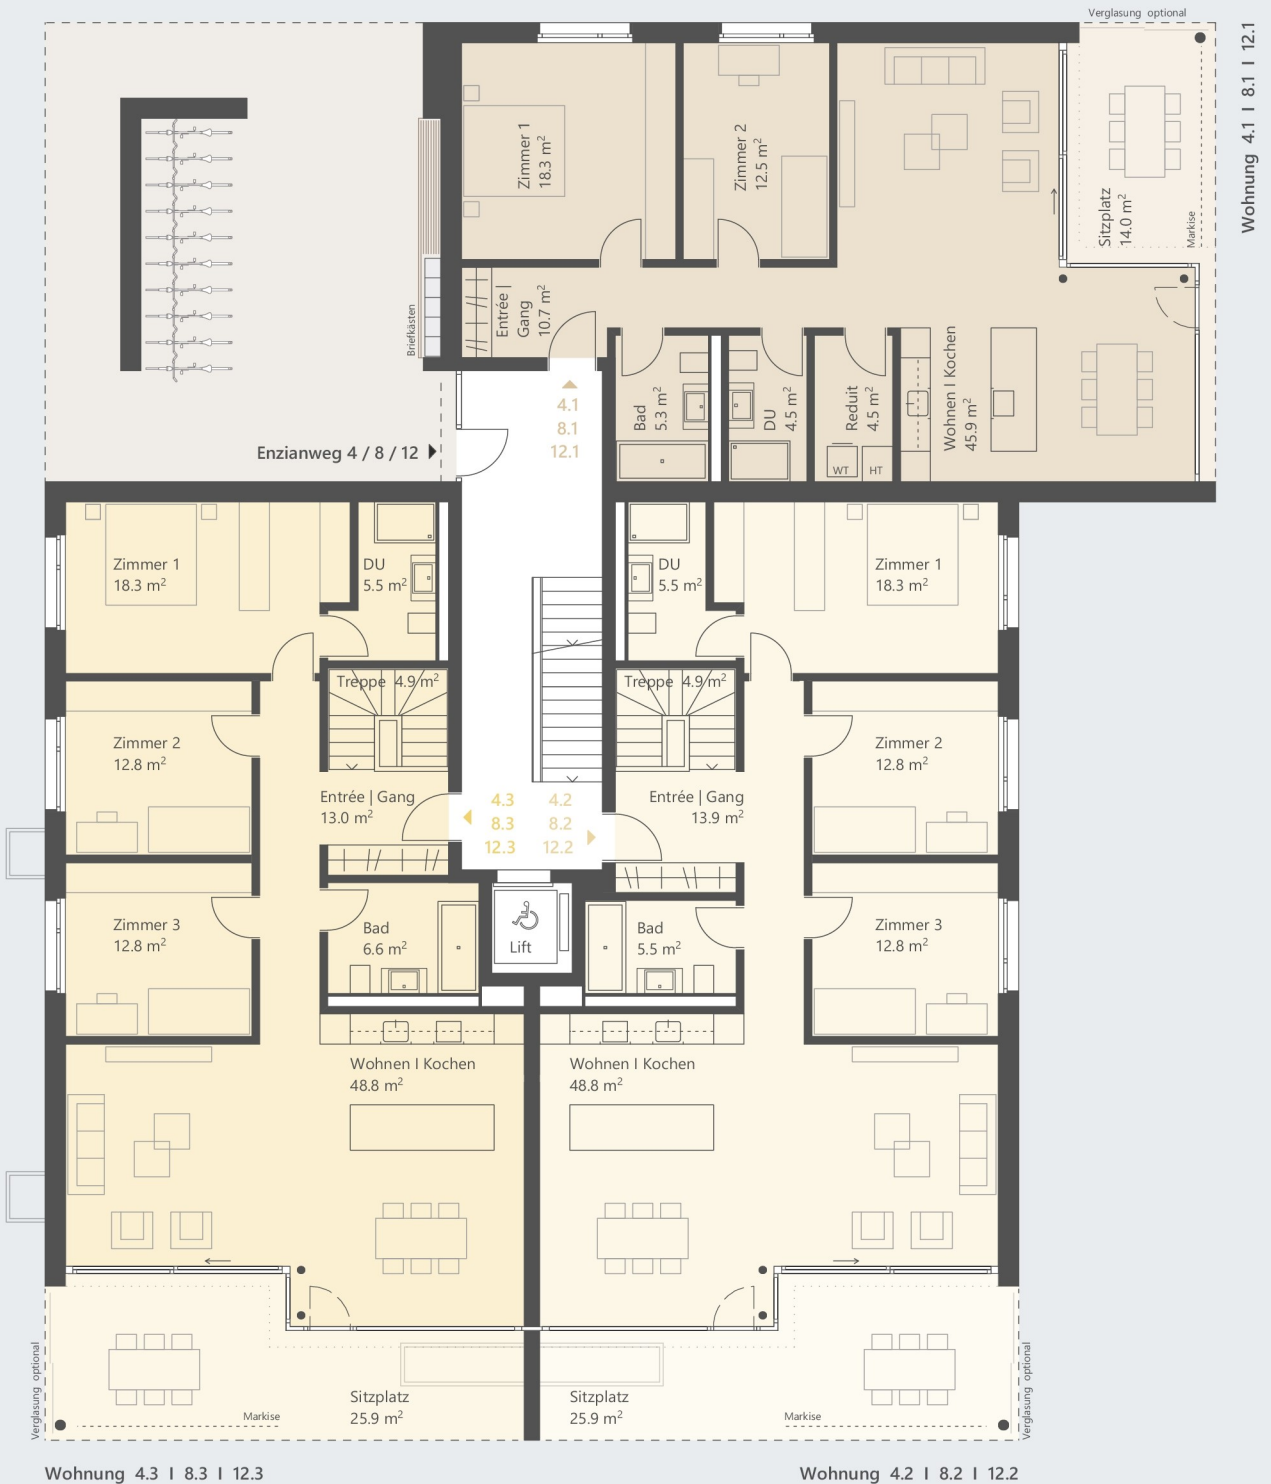 Verglasung optional
Wohnung 4.1 I 8.1 I 12.1
Zimmer 1
18.3 m²
Zimmer 2
12.5 m²
Sitzplatz
14.0 m²
Markise
Entrée |
Gang
10.7 m²
Briefkästen
4.1
8.1
12.1
Bad
5.3 m²
DU
4.5 m²
Reduit
4.5 m²
WT
HT
Wohnen I Kochen
45.9 m²
Enzianweg 4 / 8 / 12
Zimmer 1
18.3 m²
DU
5.5 m²
DU
5.5 m²
Zimmer 1
18.3 m²
Treppe 4.9 m²
Treppe 4.9 m²
Zimmer 2
12.8 m²
Zimmer 2
12.8 m²
Entrée | Gang
13.0 m²
4.3
8.3
12.3
4.2
8.2
12.2
Entrée | Gang
13.9 m²
Zimmer 3
12.8 m²
Bad
6.6 m²
Lift
Bad
5.5 m²
Zimmer 3
12.8 m²
Wohnen I Kochen
48.8 m²
Wohnen I Kochen
48.8 m²
Verglasung optional
Sitzplatz
25.9 m²
Markise
Sitzplatz
25.9 m²
Markise
Verglasung optional
Wohnung 4.3 I 8.3 I 12.3
Wohnung 4.2 I 8.2 I 12.2